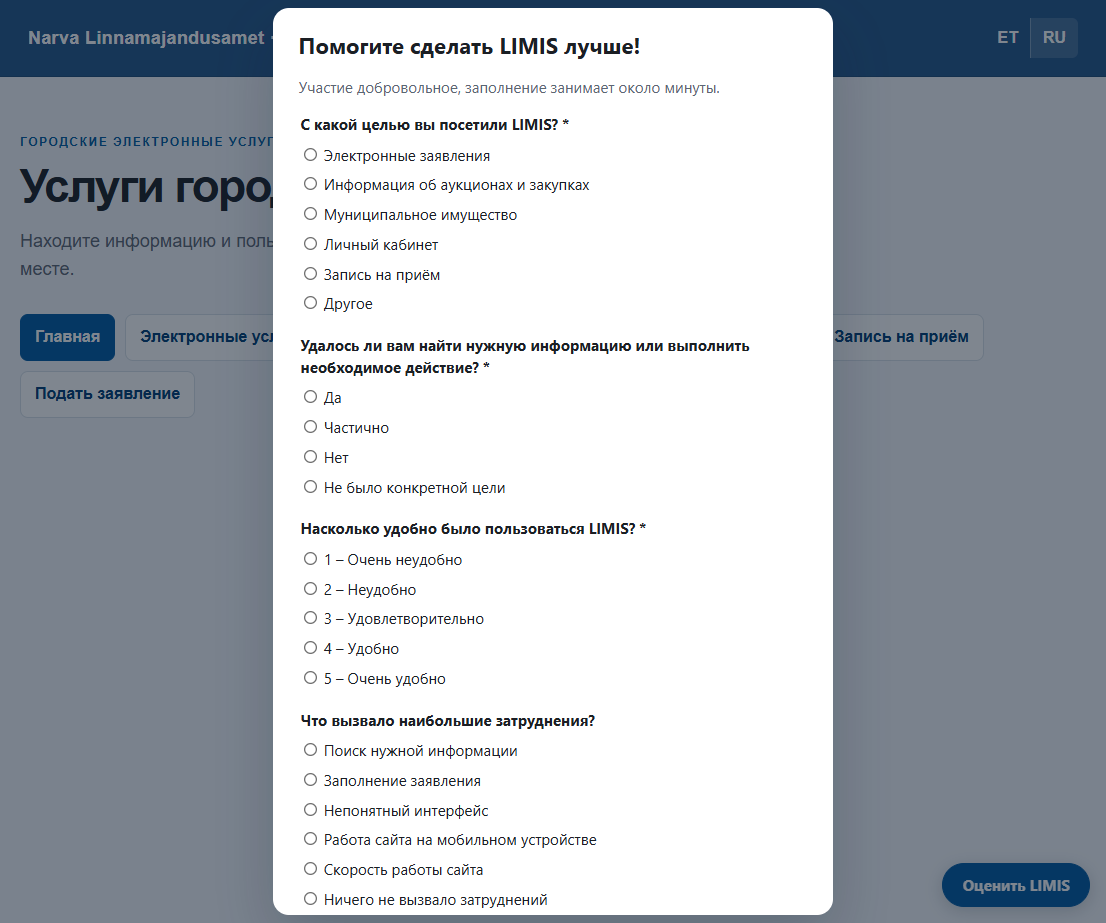 Narva Linnamajandusamet
ET
RU
ГОРОДСКИЕ ЭЛЕКТРОННЫЕ
Услуги
Находите информацию и
месте.
Главная
Электронные
Запись на приём
Подать заявление
Помогите сделать LIMIS лучше!
Участие добровольное, заполнение занимает около минуты.
С какой целью вы посетили LIMIS? *
Электронные заявления
Информация об аукционах и закупках
Муниципальное имущество
Личный кабинет
Запись на приём
Другое
Удалось ли вам найти нужную информацию или выполнить
необходимое действие? *
Да
Частично
Нет
Не было конкретной цели
Насколько удобно было пользоваться LIMIS? *
1 – Очень неудобно
2 – Неудобно
3 – Удовлетворительно
4 – Удобно
5 – Очень удобно
Что вызвало наибольшие затруднения?
Поиск нужной информации
Заполнение заявления
Непонятный интерфейс
Работа сайта на мобильном устройстве
Скорость работы сайта
Ничего не вызвало затруднений
Оценить LIMIS